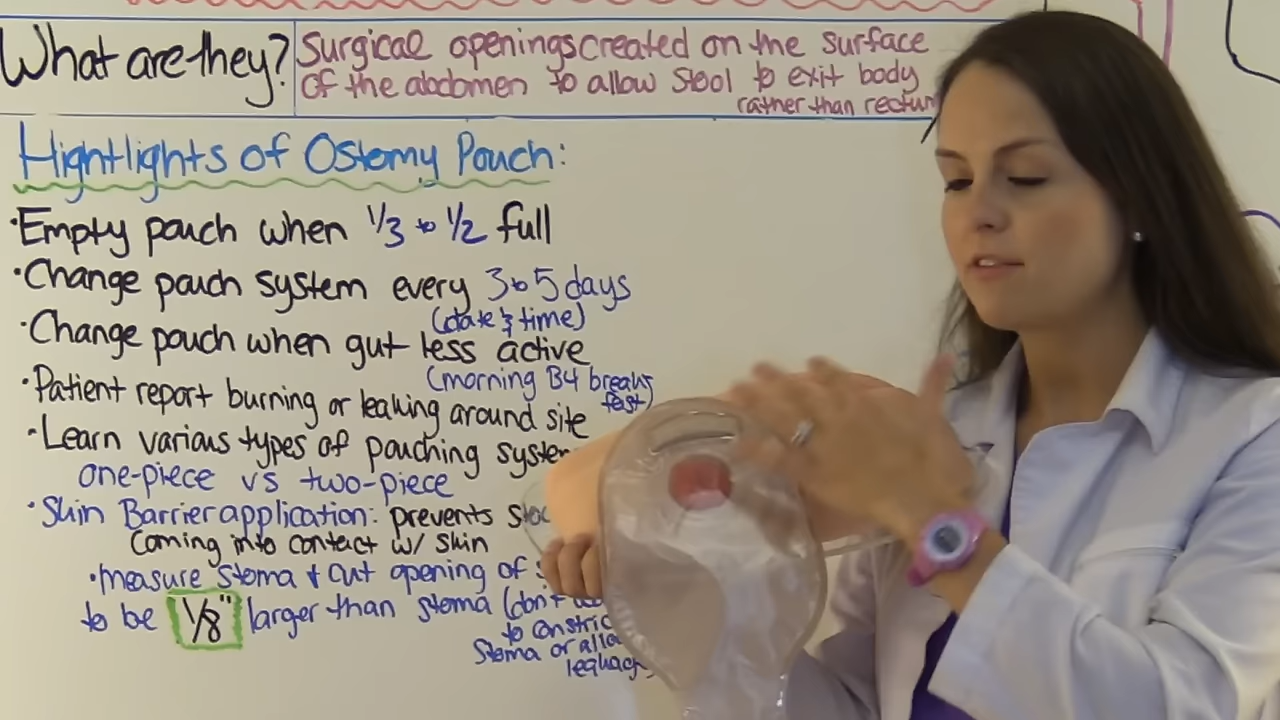 What are they?
Surgical openings created on the surface
of the abdomen to allow stool to exit body
rather than rectum
Hightlights of Ostomy Pouch:
•Empty pouch when 1/3 to 1/2 full
•Change pouch system every 3 to 5 days
(date & time)
•Change pouch when gut less active
(morning B4 breakfast)
•Patient report burning or leaking around site
•Learn various types of pouching system
one-piece vs two-piece
•Skin Barrier application: prevents
Coming into contact w/ skin
•measure stoma & cut opening of
to be 1/8" larger than stoma (don't
to constric
Stoma or allo
leakag